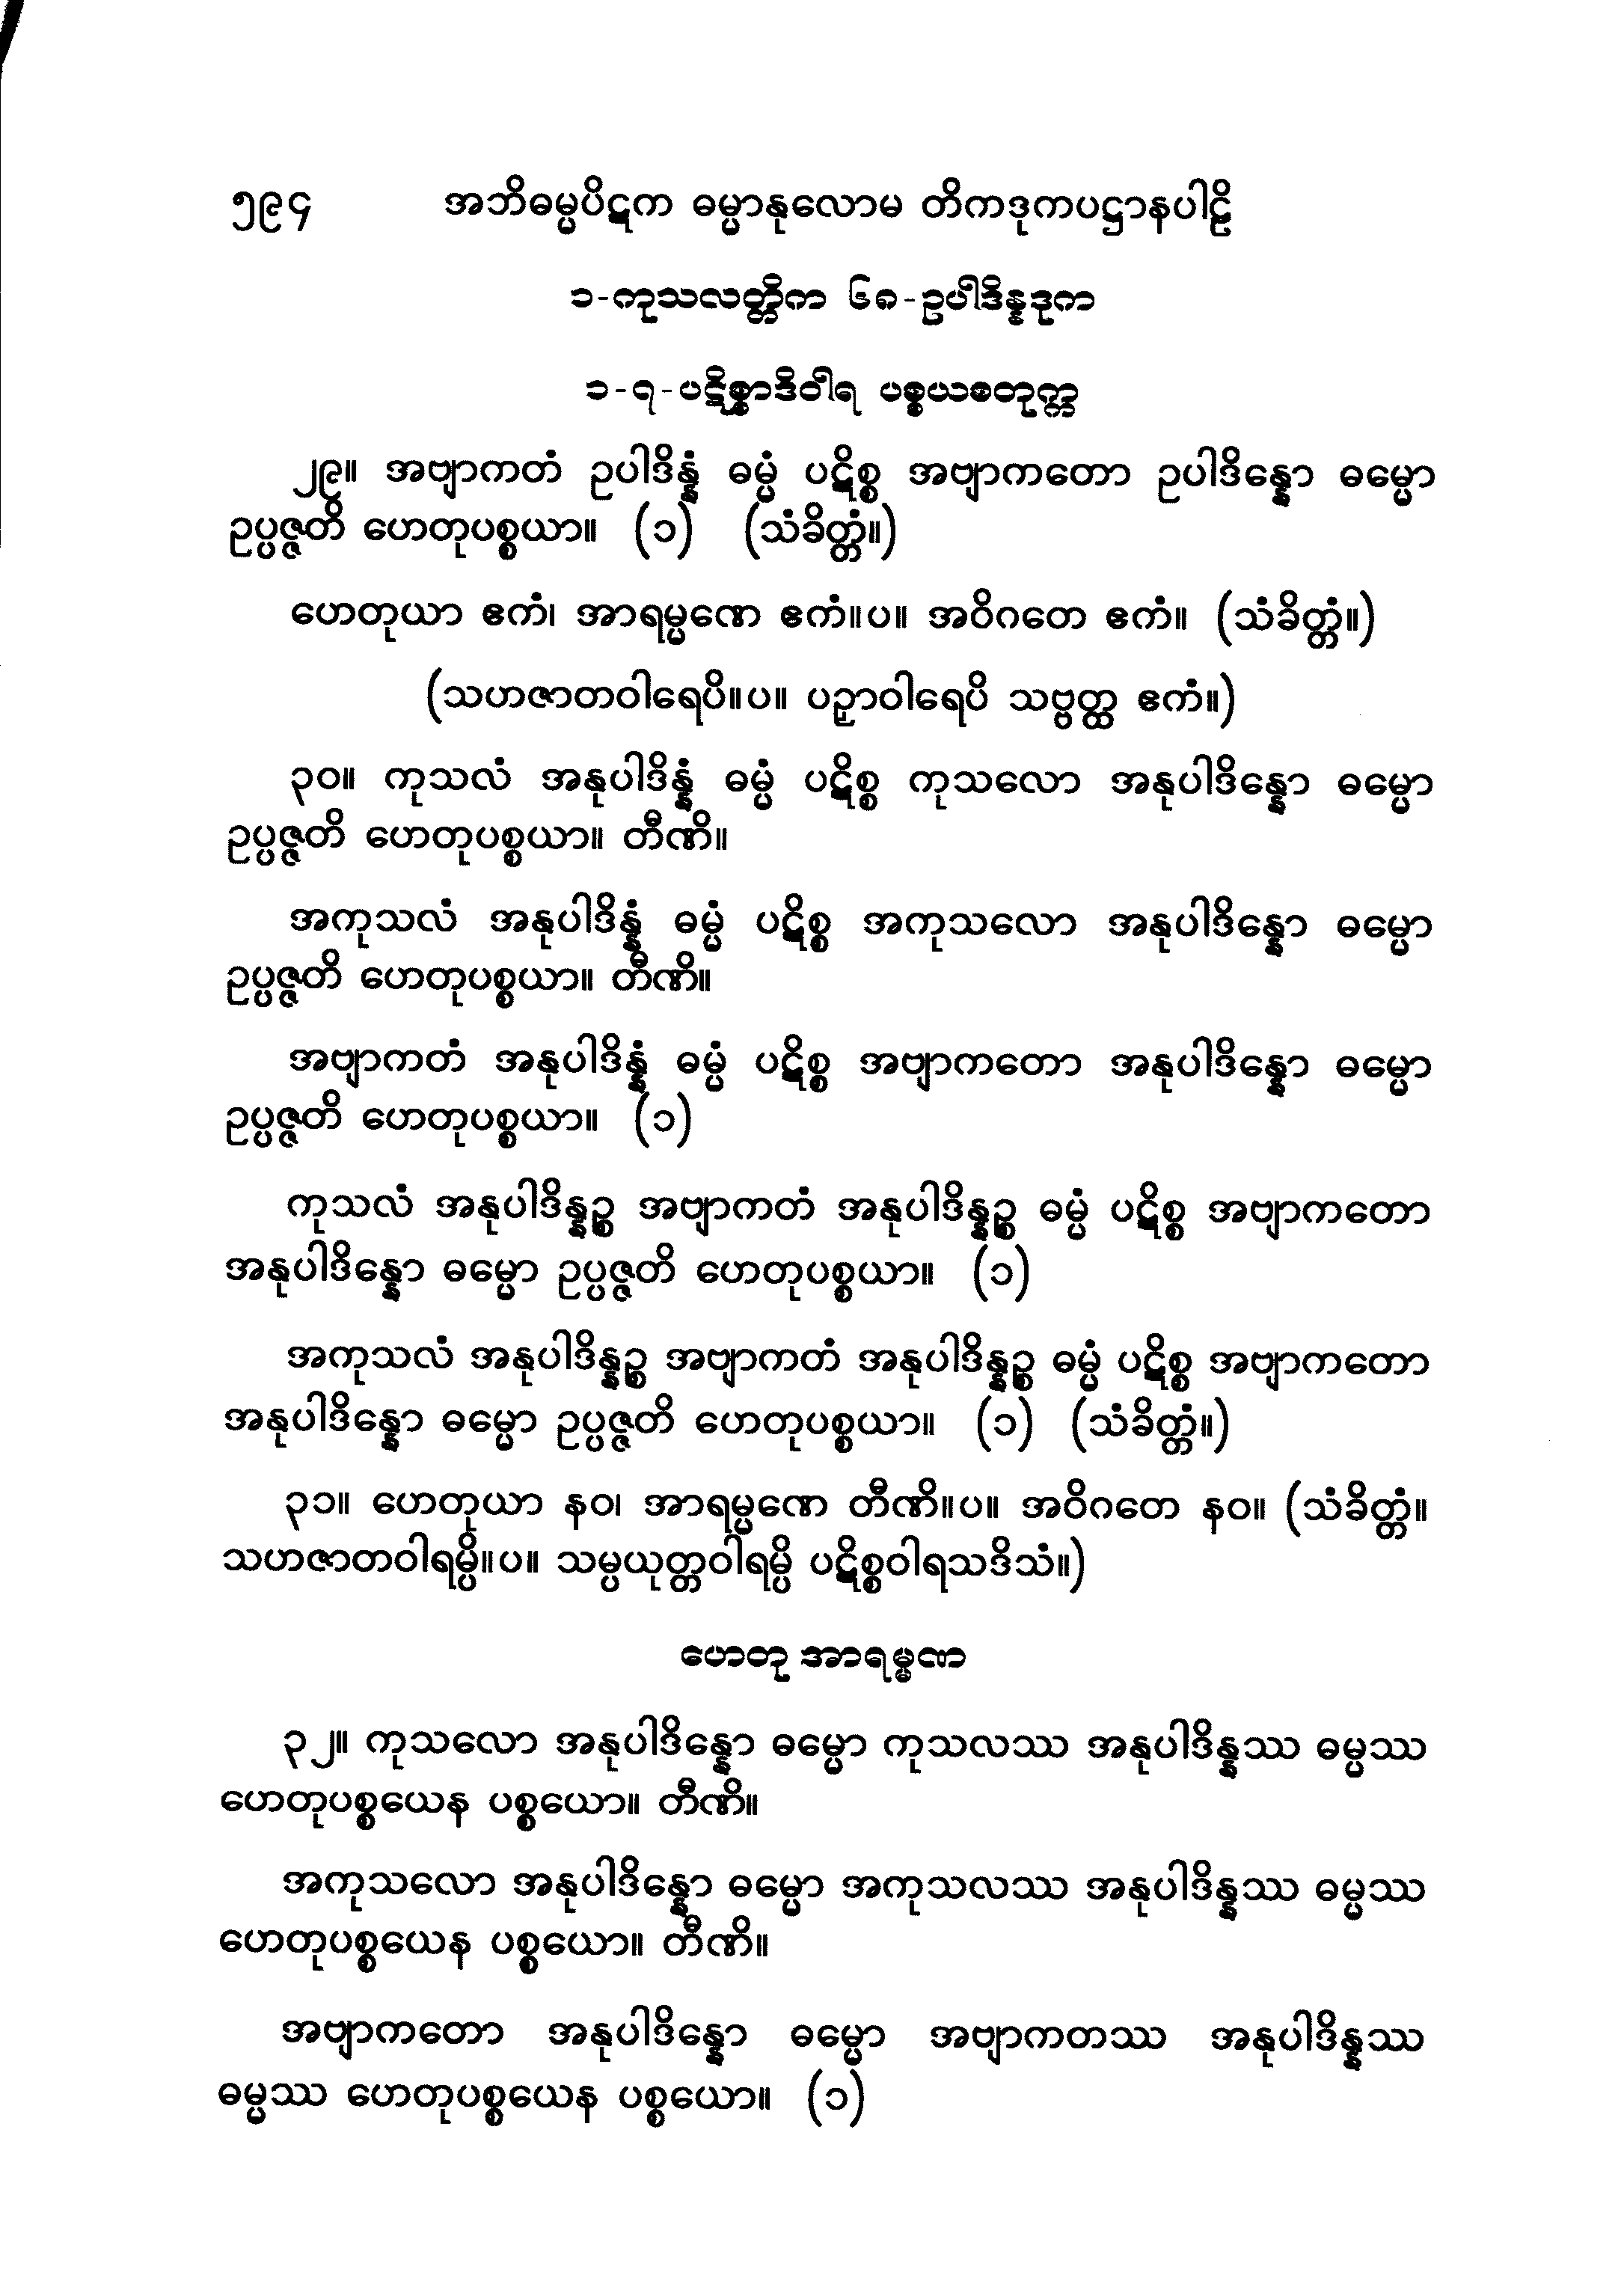 ၅၉၄ အဘိဓမ္မပိဋက ဓမ္မာနုလောမ တိကဒုကပဋ္ဌာနပါဠိ
၁-ကုသလတ္တိက ၆၈-ဥပါဒိန္နဒုက
၁-၇-ပဋိစ္စာဒိဝါရ ပစ္စယစတုက္က
၂၉။ အဗျာကတံ ဥပါဒိန္နံ ဓမ္မံ ပဋိစ္စ အဗျာကတော ဥပါဒိန္နော ဓမ္မော
ဥပ္ပဇ္ဇတိ ဟေတုပစ္စယာ။ (၁) (သံခိတ္တံ။)
ဟေတုယာ ဧကံ၊ အာရမ္မဏေ ဧကံ။ပ။ အဝိဂတေ ဧကံ။ (သံခိတ္တံ။)
(သဟဇာတဝါရေပိ။ပ။ ပဉှာဝါရေပိ သဗ္ဗတ္ထ ဧကံ။)
၃၀။ ကုသလံ အနုပါဒိန္နံ ဓမ္မံ ပဋိစ္စ ကုသလော အနုပါဒိန္နော ဓမ္မော
ဥပ္ပဇ္ဇတိ ဟေတုပစ္စယာ။ တီဏိ။
အကုသလံ အနုပါဒိန္နံ ဓမ္မံ ပဋိစ္စ အကုသလော အနုပါဒိန္နော ဓမ္မော
ဥပ္ပဇ္ဇတိ ဟေတုပစ္စယာ။ တီဏိ။
အဗျာကတံ အနုပါဒိန္နံ ဓမ္မံ ပဋိစ္စ အဗျာကတော အနုပါဒိန္နော ဓမ္မော
ဥပ္ပဇ္ဇတိ ဟေတုပစ္စယာ။ (၁)
ကုသလံ အနုပါဒိန္နဉ္စ အဗျာကတံ အနုပါဒိန္နဉ္စ ဓမ္မံ ပဋိစ္စ အဗျာကတော
အနုပါဒိန္နော ဓမ္မော ဥပ္ပဇ္ဇတိ ဟေတုပစ္စယာ။ (၁)
အကုသလံ အနုပါဒိန္နဉ္စ အဗျာကတံ အနုပါဒိန္နဉ္စ ဓမ္မံ ပဋိစ္စ အဗျာကတော
အနုပါဒိန္နော ဓမ္မော ဥပ္ပဇ္ဇတိ ဟေတုပစ္စယာ။ (၁) (သံခိတ္တံ။)
၃၁။ ဟေတုယာ နဝ၊ အာရမ္မဏေ တီဏိ။ပ။ အဝိဂတေ နဝ။ (သံခိတ္တံ။
သဟဇာတဝါရမ္ပိ။ပ။ သမ္ပယုတ္တဝါရမ္ပိ ပဋိစ္စဝါရသဒိသံ။)
ဟေတု အာရမ္မဏ
၃၂။ ကုသလော အနုပါဒိန္နော ဓမ္မော ကုသလဿ အနုပါဒိန္နဿ ဓမ္မဿ
ဟေတုပစ္စယေန ပစ္စယော။ တီဏိ။
အကုသလော အနုပါဒိန္နော ဓမ္မော အကုသလဿ အနုပါဒိန္နဿ ဓမ္မဿ
ဟေတုပစ္စယေန ပစ္စယော။ တီဏိ။
အဗျာကတော အနုပါဒိန္နော ဓမ္မော အဗျာကတဿ အနုပါဒိန္နဿ
ဓမ္မဿ ဟေတုပစ္စယေန ပစ္စယော။ (၁)